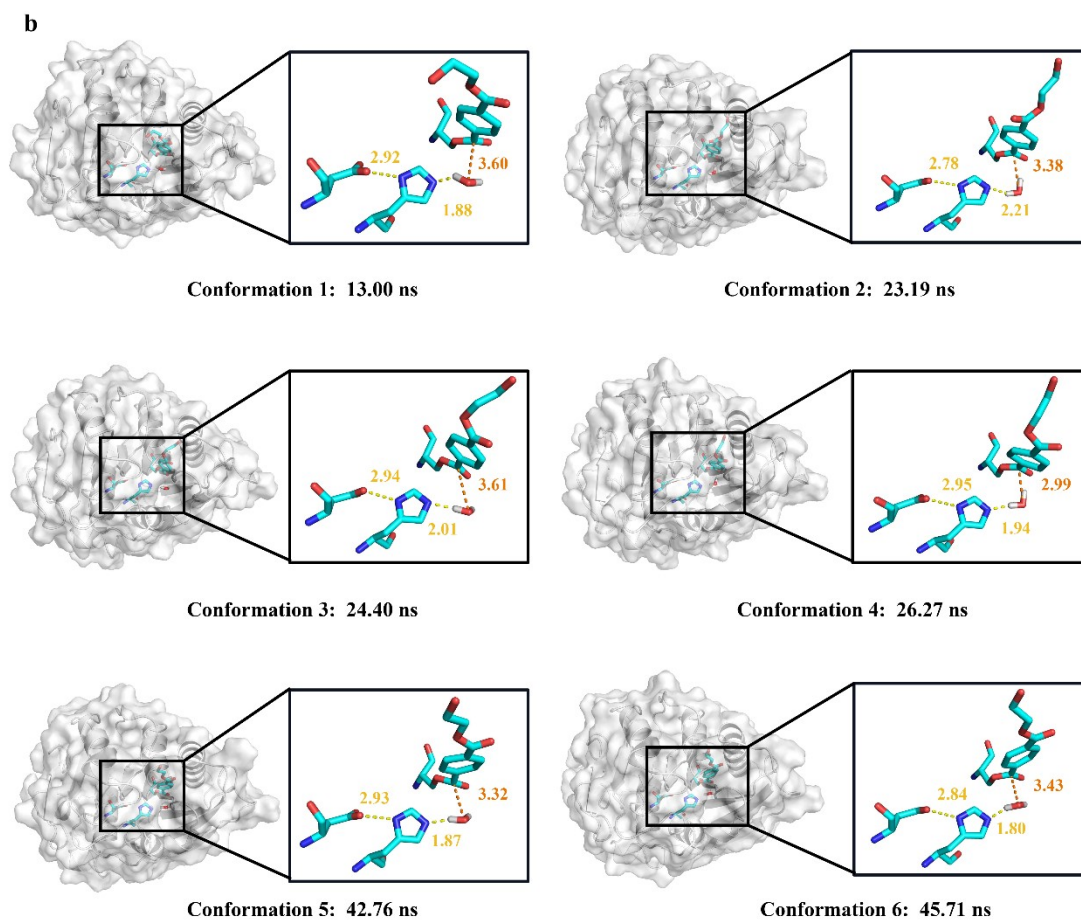 b
2.92
3.60
1.88
2.78
3.38
2.21
Conformation 1: 13.00 ns
Conformation 2: 23.19 ns
2.94
3.61
2.01
2.95
2.99
1.94
Conformation 3: 24.40 ns
Conformation 4: 26.27 ns
2.93
3.32
1.87
2.84
3.43
1.80
Conformation 5: 42.76 ns
Conformation 6: 45.71 ns